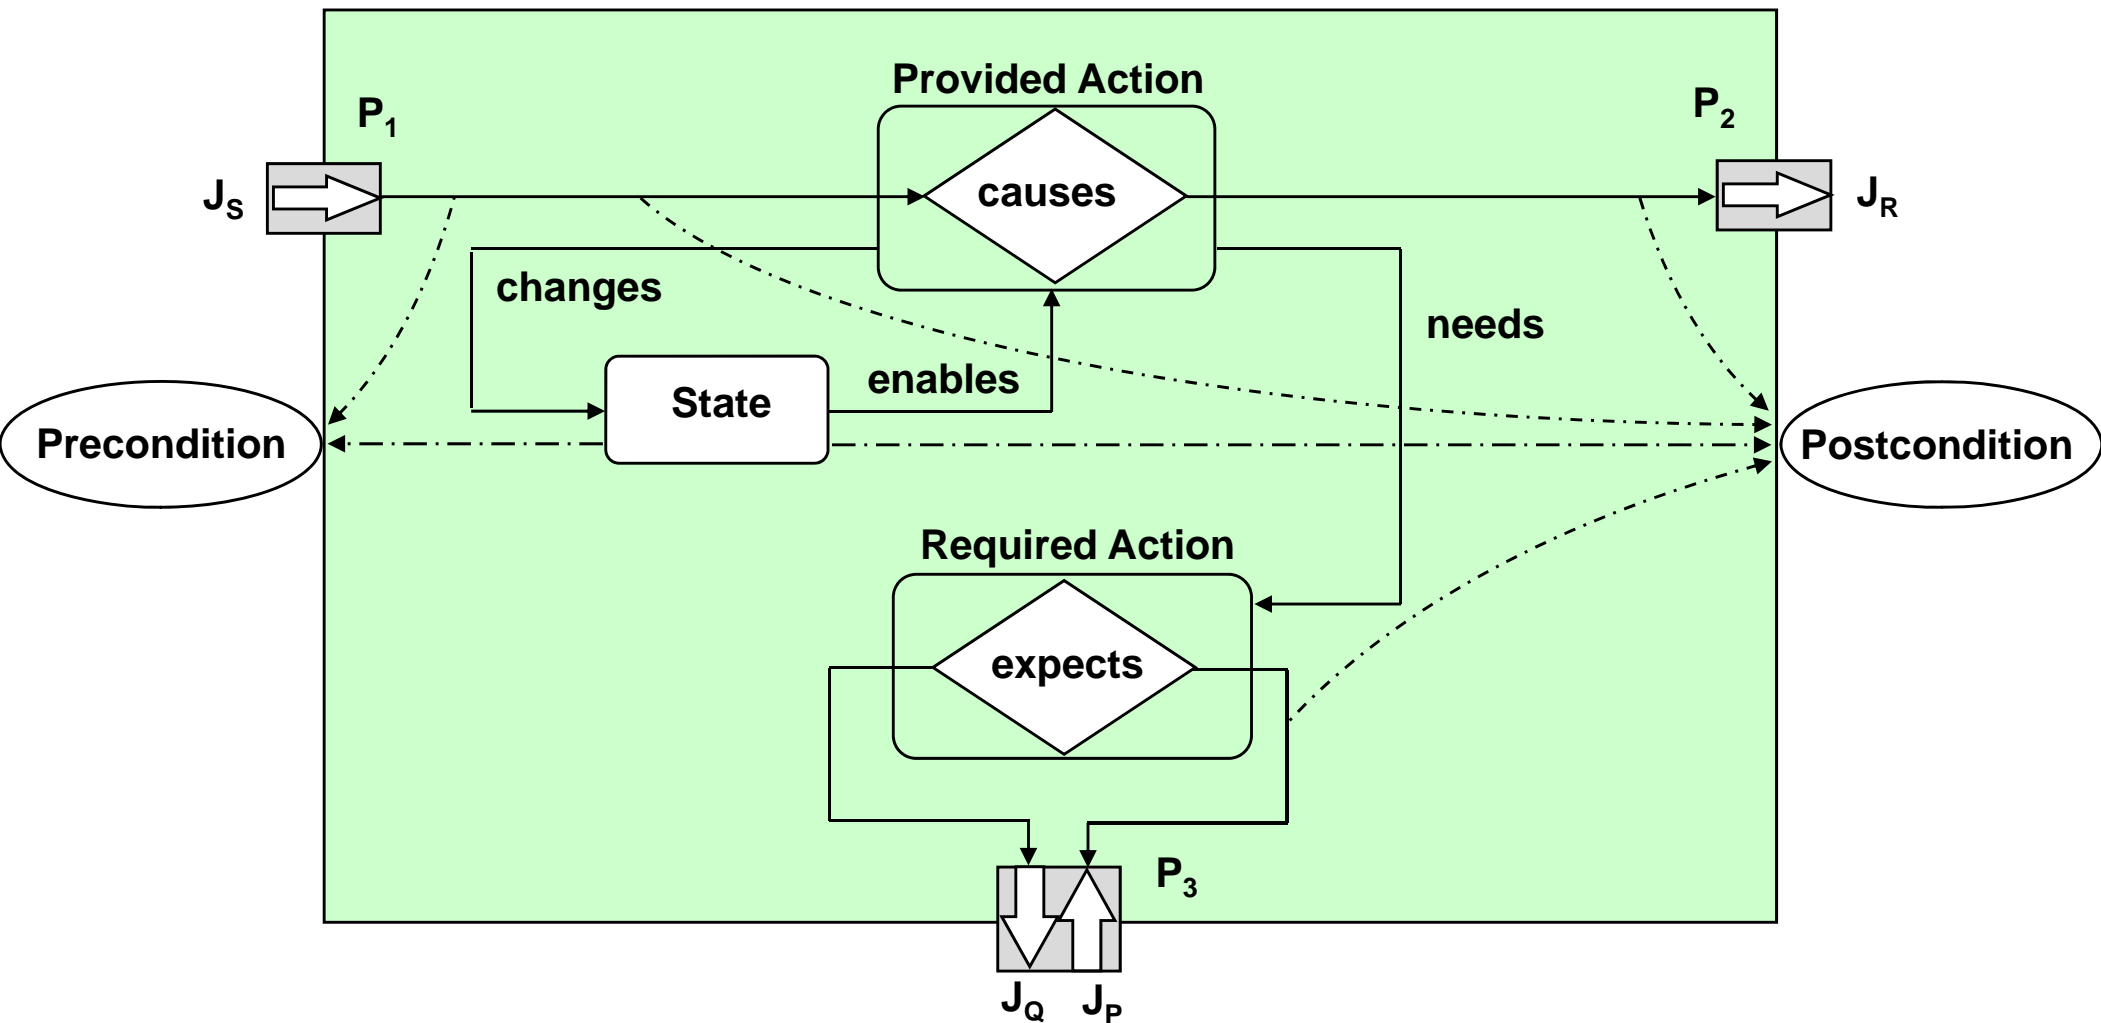 Provided Action
P1
P2
causes
JS
JR
changes
needs
enables
State
Precondition
Postcondition
Required Action
expects
P3
JQ
JP